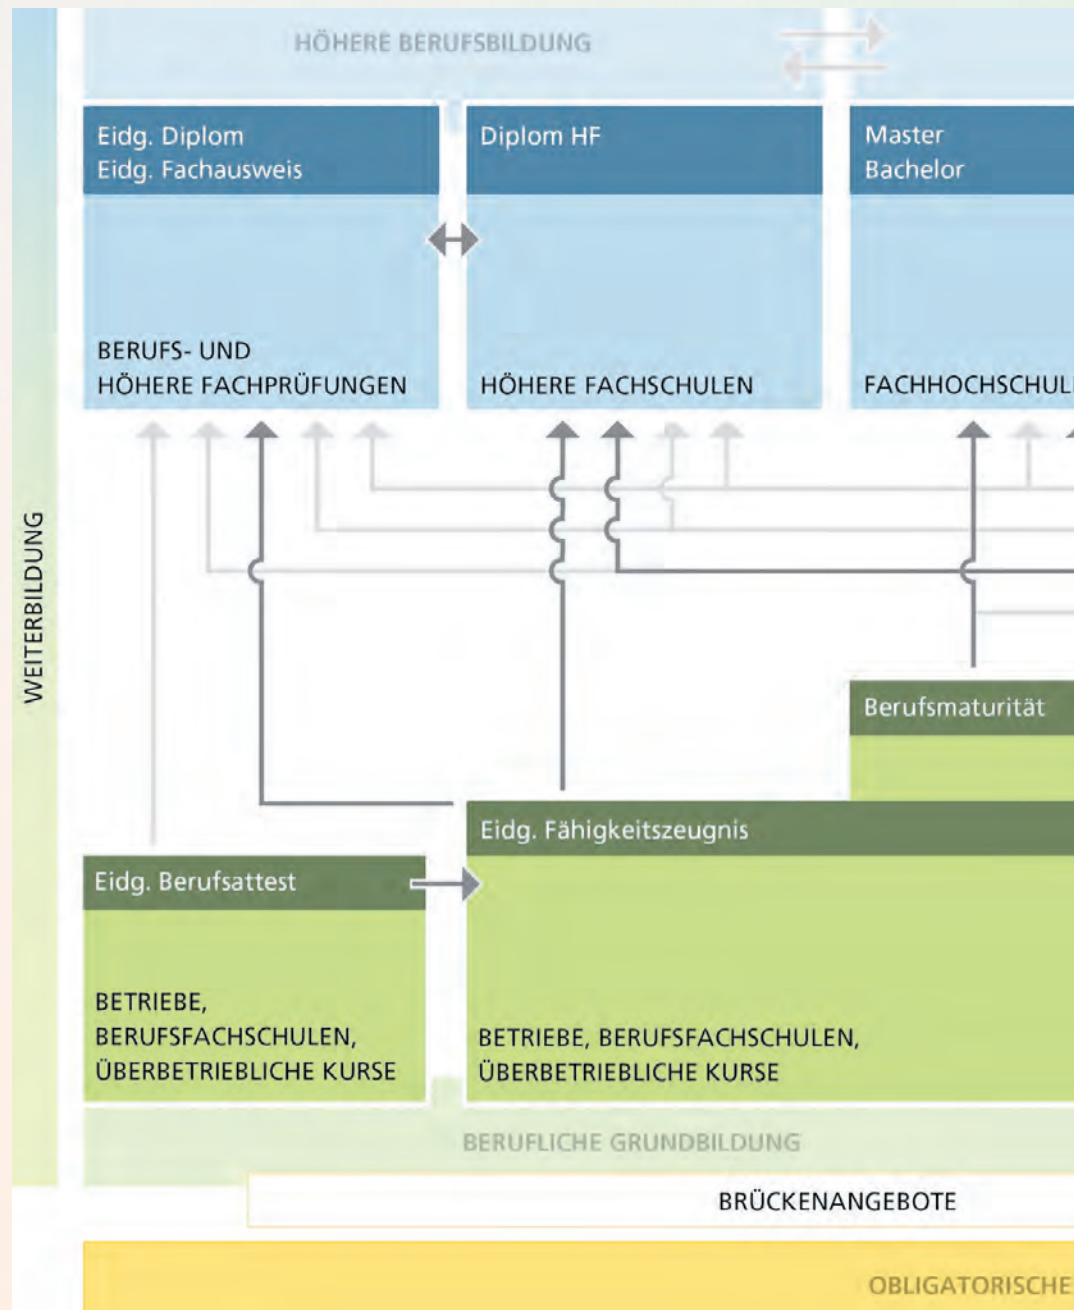 HÖHERE BERUFSBILDUNG
Eidg. Diplom
Eidg. Fachausweis
Diplom HF
Master
Bachelor
BERUFS- UND
HÖHERE FACHPRÜFUNGEN
HÖHERE FACHSCHULEN
FACHHOCHSCHUL
WEITERBILDUNG
Berufsmaturität
Eidg. Fähigkeitszeugnis
Eidg. Berufsattest
BETRIEBE,
BERUFSFACHSCHULEN,
ÜBERBETRIEBLICHE KURSE
BETRIEBE, BERUFSFACHSCHULEN,
ÜBERBETRIEBLICHE KURSE
BERUFLICHE GRUNDBILDUNG
BRÜCKENANGEBOTE
OBLIGATORISCHE